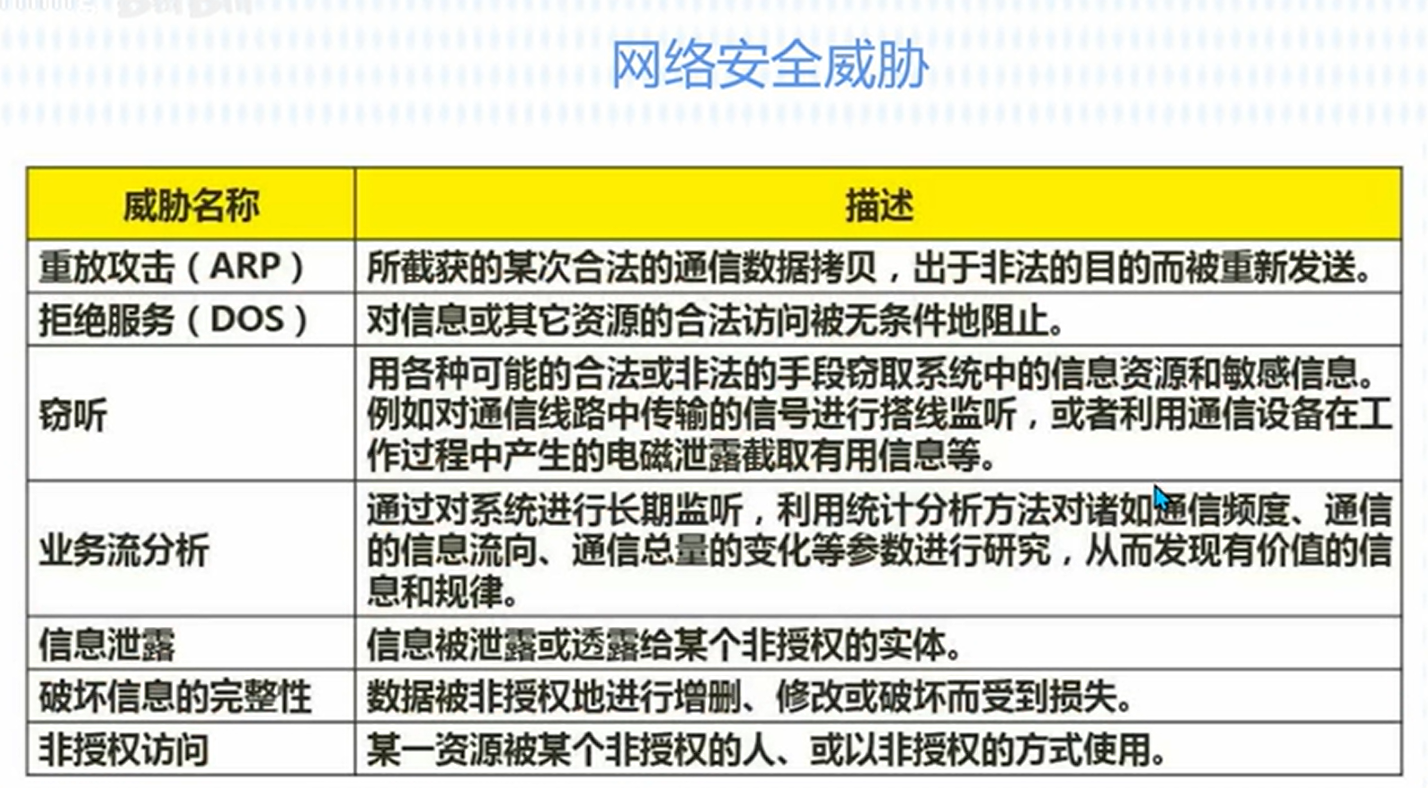 网络安全威胁
威胁名称
描述
重放攻击（ARP）
所截获的某次合法的通信数据拷贝，出于非法的目的而被重新发送。
拒绝服务（DOS）
对信息或其它资源的合法访问被无条件地阻止。
窃听
用各种可能的合法或非法的手段窃取系统中的信息资源和敏感信息。
例如对通信线路中传输的信号进行搭线监听，或者利用通信设备在工
作过程中产生的电磁泄露截取有用信息等。
业务流分析
通过对系统进行长期监听，利用统计分析方法对诸如通信频度、通信
的信息流向、通信总量的变化等参数进行研究，从而发现有价值的信
息和规律。
信息泄露
信息被泄露或透露给某个非授权的实体。
破坏信息的完整性
数据被非授权地进行增删、修改或破坏而受到损失。
非授权访问
某一资源被某个非授权的人、或以非授权的方式使用。